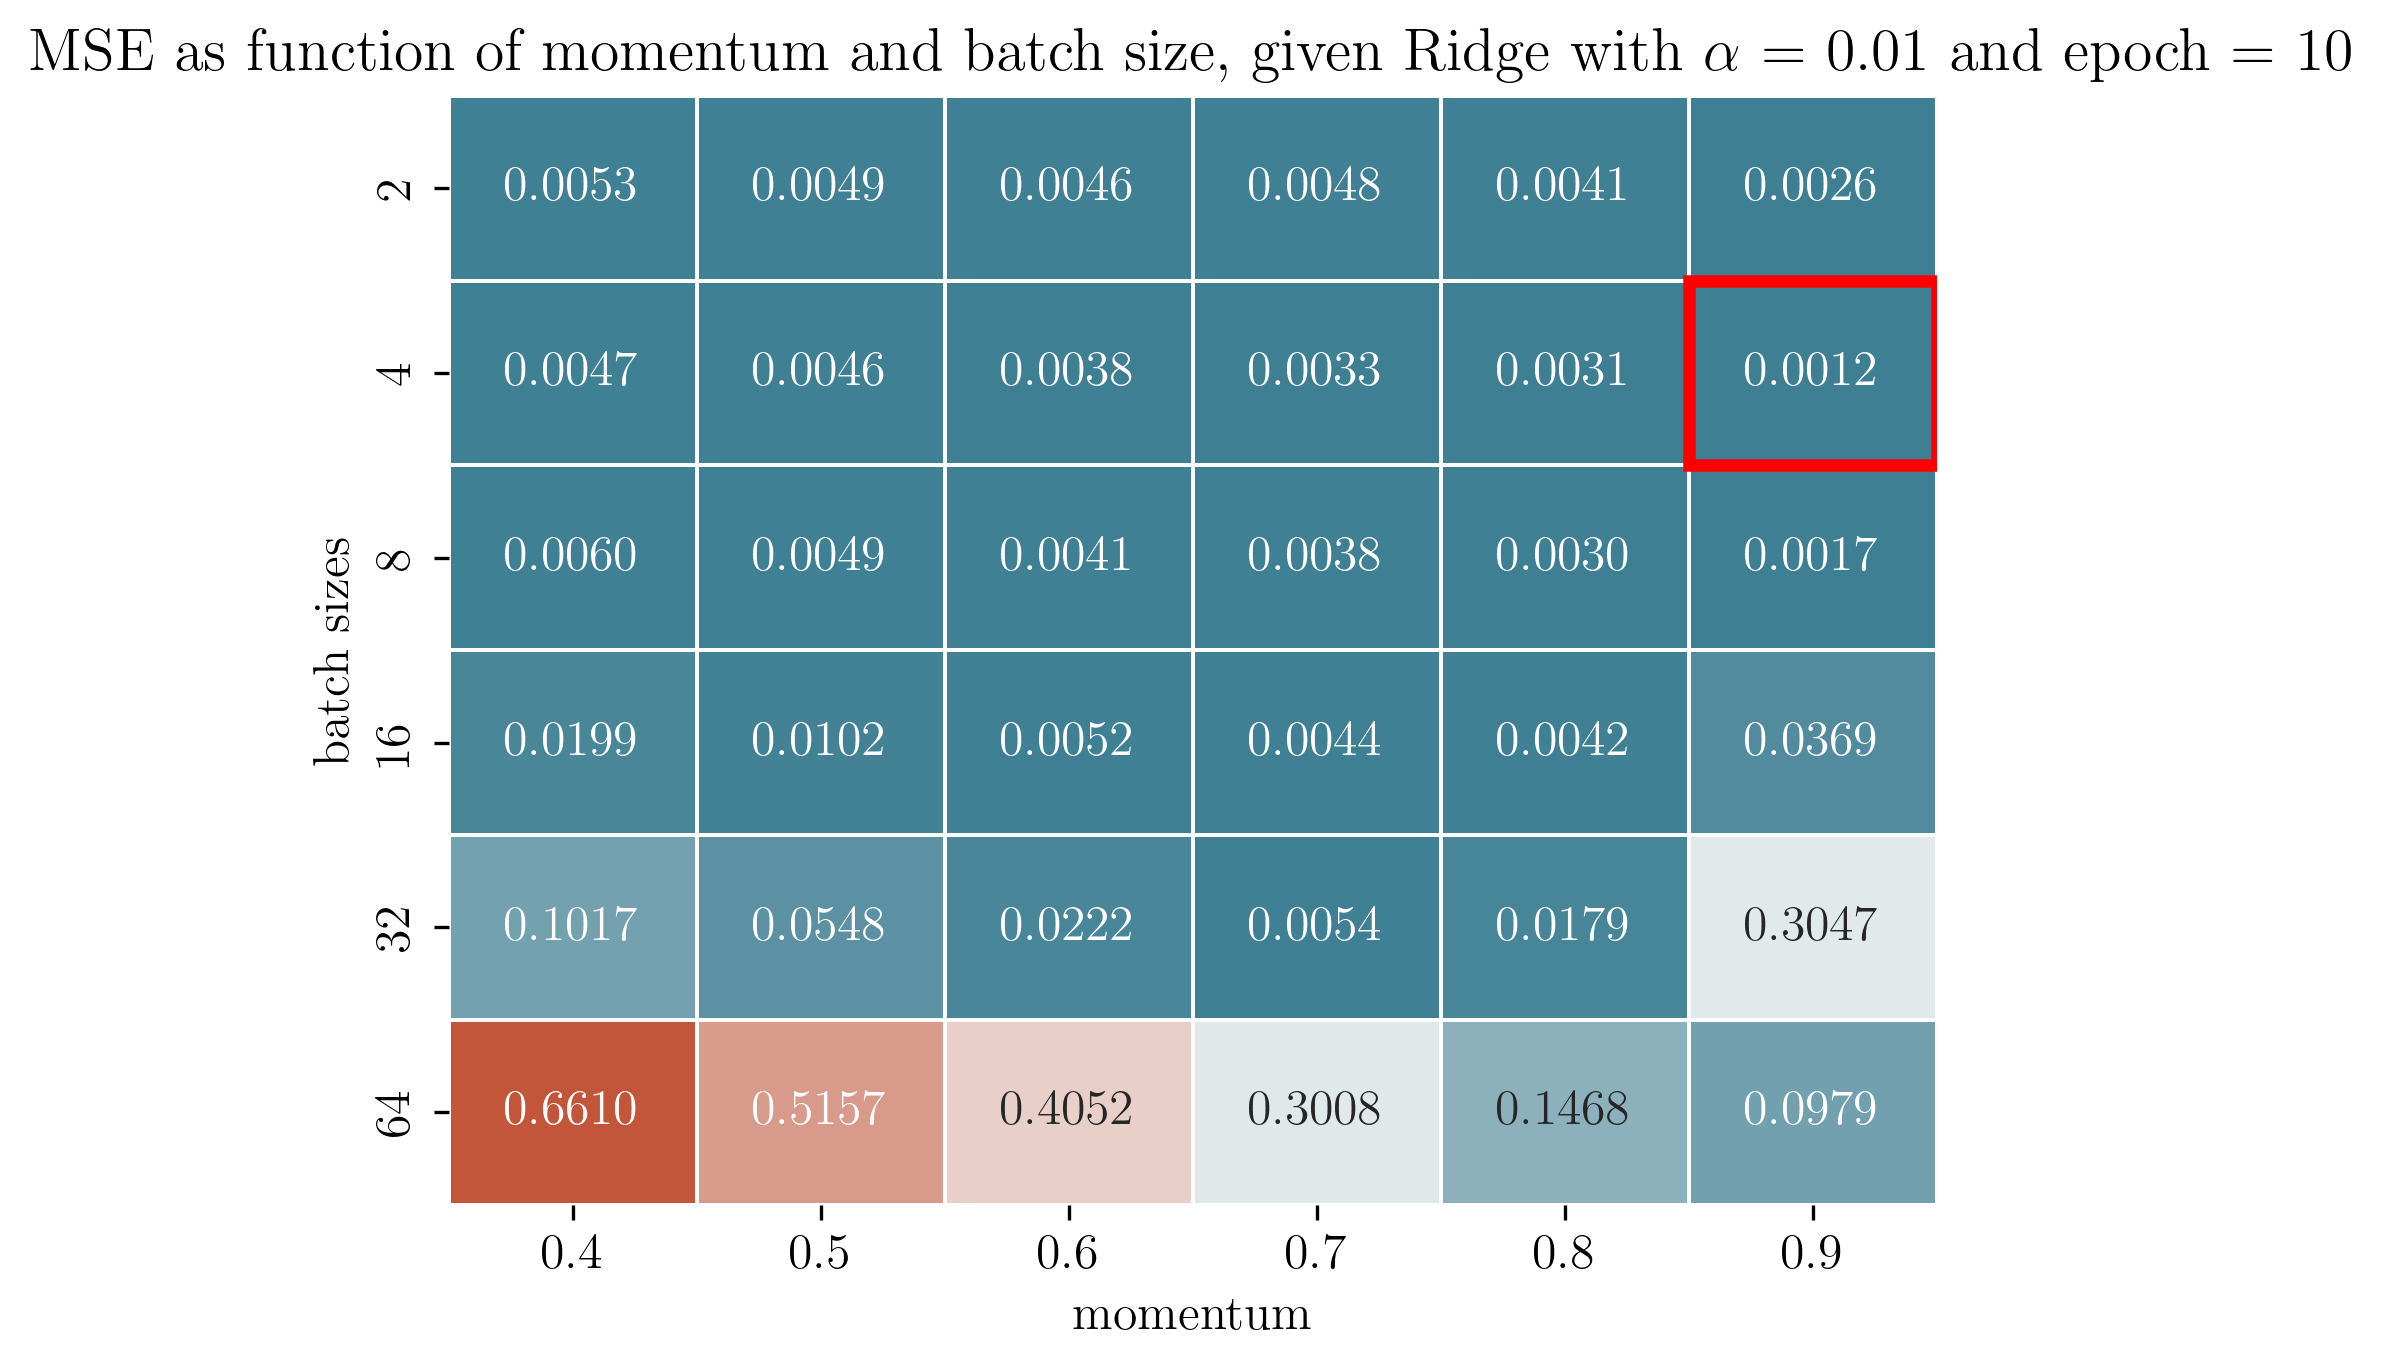 MSE as function of momentum and batch size, given Ridge with α = 0.01 and epoch = 10
batch sizes
2 0.0053 0.0049 0.0046 0.0048 0.0041 0.0026
4 0.0047 0.0046 0.0038 0.0033 0.0031 0.0012
8 0.0060 0.0049 0.0041 0.0038 0.0030 0.0017
16 0.0199 0.0102 0.0052 0.0044 0.0042 0.0369
32 0.1017 0.0548 0.0222 0.0054 0.0179 0.3047
64 0.6610 0.5157 0.4052 0.3008 0.1468 0.0979
0.4 0.5 0.6 0.7 0.8 0.9
momentum